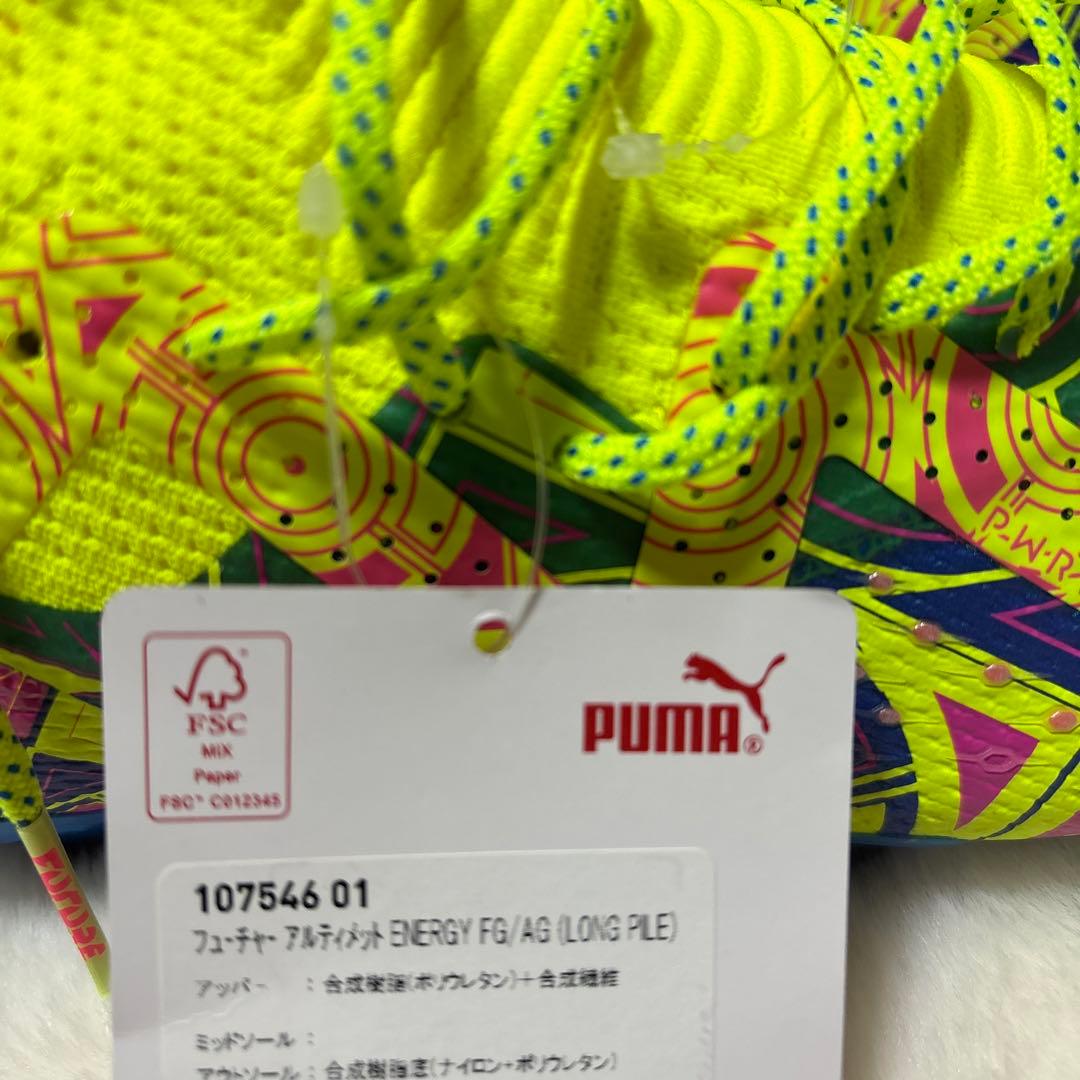 P-W-R
FSC
MIX
Paper
FSC™ C012345
PUMA®
107546 01
フューチャー アルティメット ENERGY FG/AG (LONG PILE)
アッパー : 合成樹脂(ポリウレタン)+合成繊維
ミッドソール :
アウトソール : 合成樹脂底(ナイロン+ポリウレタン)
FUTURE